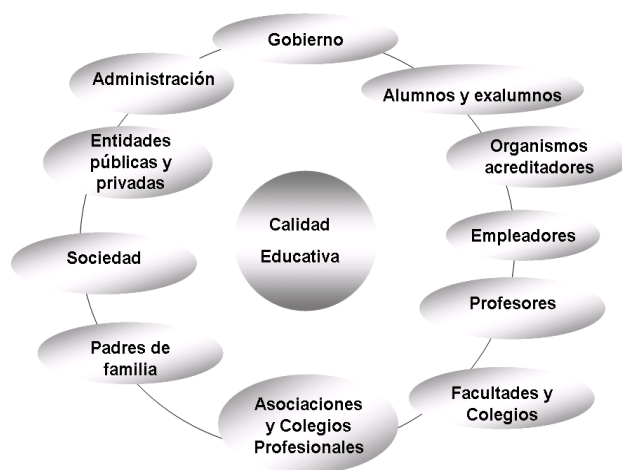 Gobierno
Administración
Alumnos y exalumnos
Entidades
públicas y
privadas
Organismos
acreditadores
Calidad
Educativa
Empleadores
Sociedad
Profesores
Padres de
familia
Asociaciones
y Colegios
Profesionales
Facultades y
Colegios